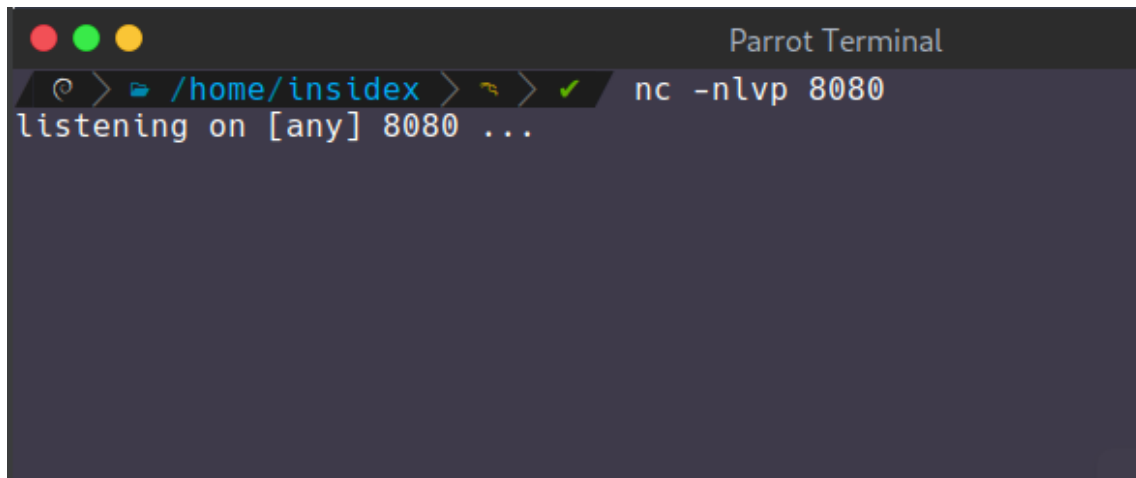 Parrot Terminal
/home/insidex nc -nlvp 8080
listening on [any] 8080 ...